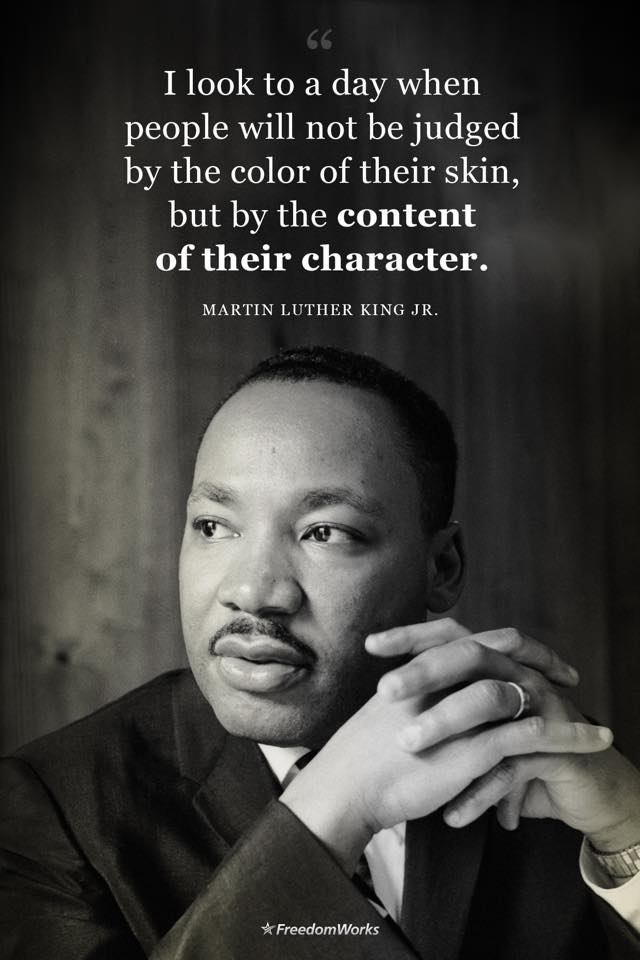 “
I look to a day when
people will not be judged
by the color of their skin,
but by the content
of their character.
MARTIN LUTHER KING JR.
FreedomWorks